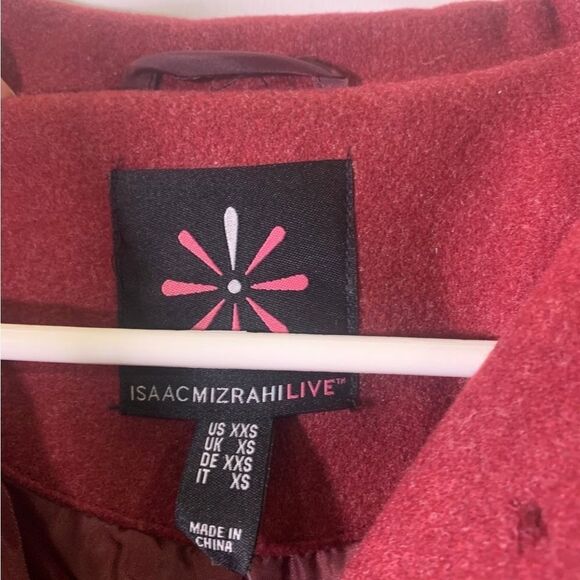 ISAACMIZRAHILIVE™
US XXS
UK XS
DE XXS
IT XS
MADE IN
CHINA